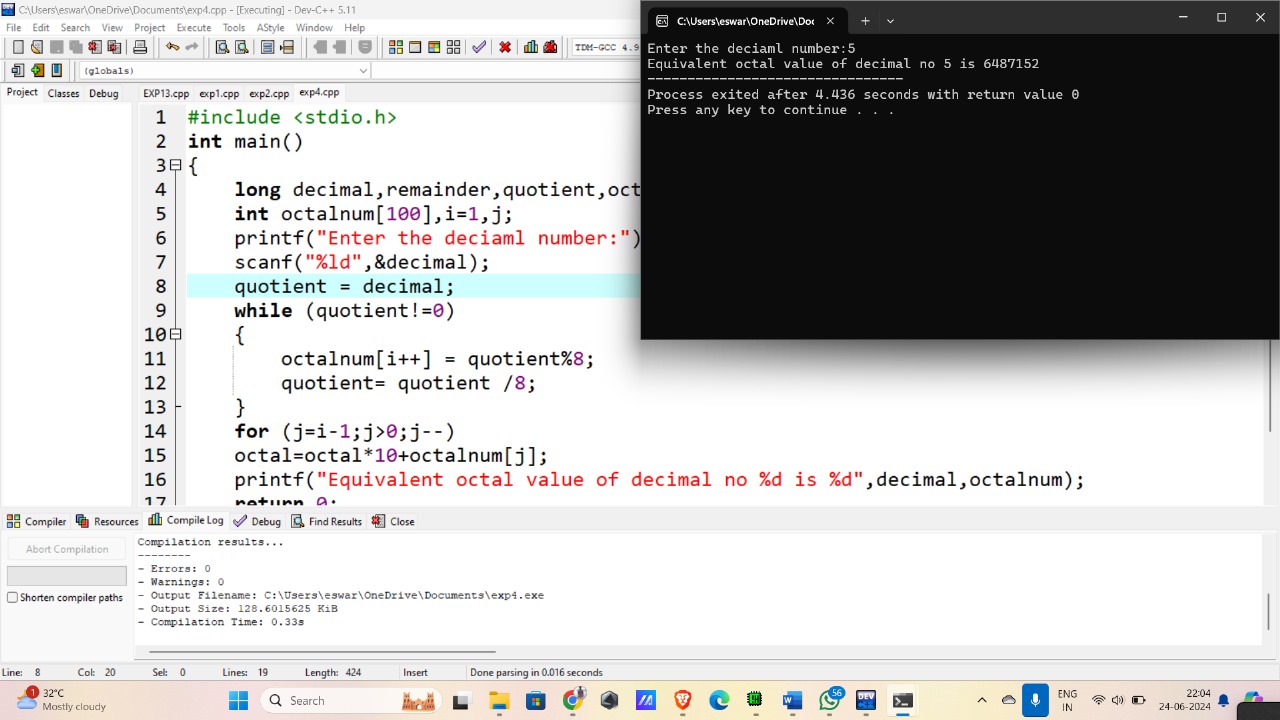 C:\Users\eswar\OneDrive\Documents\exp4.cpp - [Executing] - Dev-C++ 5.11
File Edit Search View Project Execute Tools AStyle Window Help
TDM-GCC 4.9
(globals)
Project Classes Debug
EXP13.cpp exp1.cpp exp2.cpp exp4.cpp
1 #include <stdio.h>
2 int main()
3 {
4 long decimal,remainder,quotient,oct
5 int octalnum[100],i=1,j;
6 printf("Enter the deciaml number:")
7 scanf("%ld",&decimal);
8 quotient = decimal;
9 while (quotient!=0)
10 {
11 octalnum[i++] = quotient%8;
12 quotient= quotient /8;
13 }
14 for (j=i-1;j>0;j--)
15 octal=octal*10+octalnum[j];
16 printf("Equivalent octal value of decimal no %d is %d",decimal,octalnum);
17 return 0;
C:\Users\eswar\OneDrive\Doc
Enter the deciaml number:5
Equivalent octal value of decimal no 5 is 6487152
--------------------------------
Process exited after 4.436 seconds with return value 0
Press any key to continue . . .
Compiler Resources Compile Log Debug Find Results Close
Abort Compilation
Shorten compiler paths
Compilation results...
--------
- Errors: 0
- Warnings: 0
- Output Filename: C:\Users\eswar\OneDrive\Documents\exp4.exe
- Output Size: 128.6015625 KiB
- Compilation Time: 0.33s
Line: 8 Col: 20 Sel: 0 Lines: 19 Length: 424 Insert Done parsing in 0.016 seconds
1
32°C
Mostly cloudy
Search
56
ENG
IN
22:04
24-06-2024